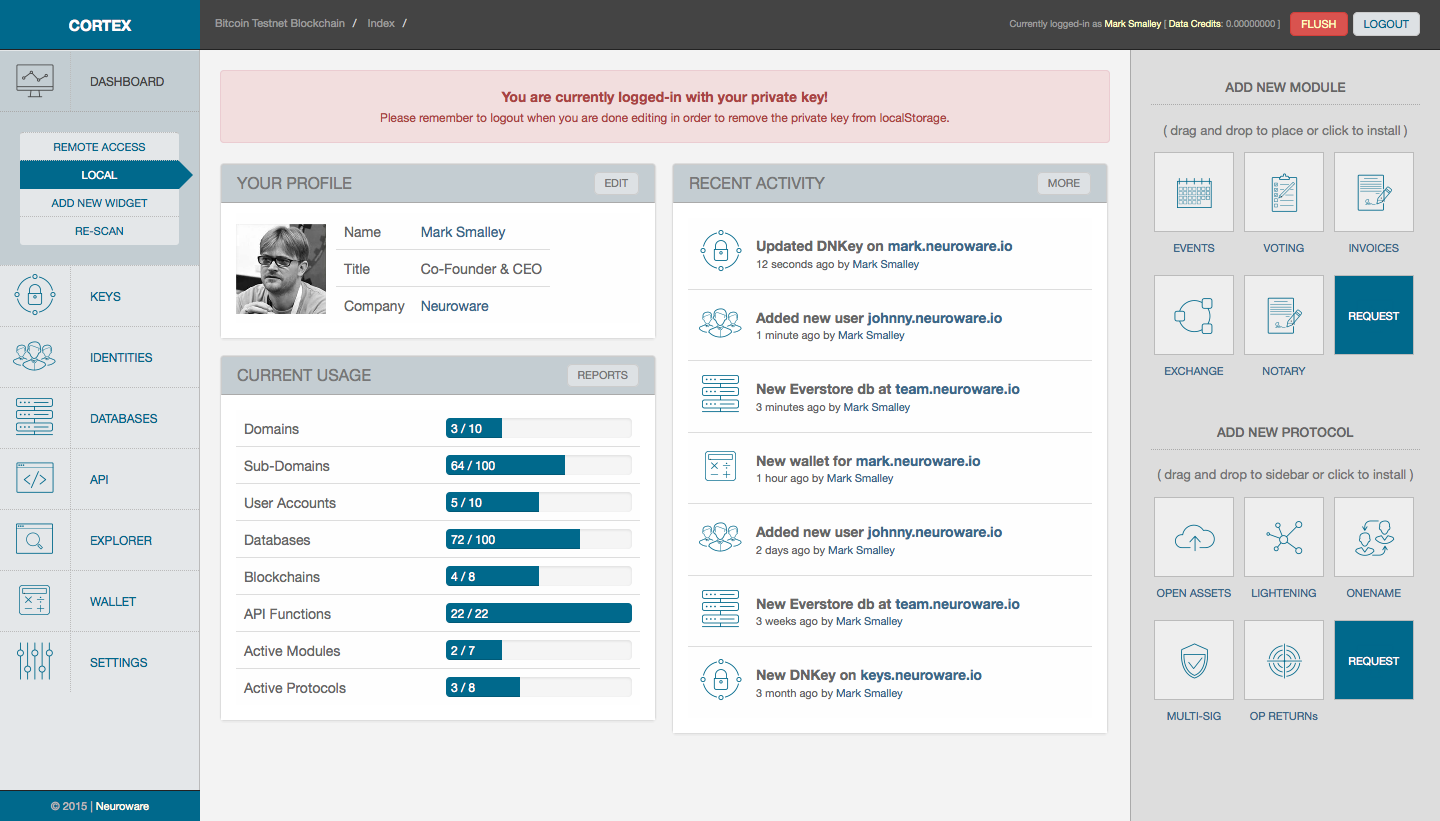 CORTEX
Bitcoin Testnet Blockchain / Index /
Currently logged-in as Mark Smalley | Data Credits: 0.00000000 ]
FLUSH
LOGOUT
DASHBOARD
REMOTE ACCESS
LOCAL
ADD NEW WIDGET
RE-SCAN
KEYS
IDENTITIES
DATABASES
API
EXPLORER
WALLET
SETTINGS
© 2015 | Neuroware
You are currently logged-in with your private key!
Please remember to logout when you are done editing in order to remove the private key from localStorage.
YOUR PROFILE
EDIT
Name Mark Smalley
Title Co-Founder & CEO
Company Neuroware
CURRENT USAGE
REPORTS
Domains 3 / 10
Sub-Domains 64 / 100
User Accounts 5 / 10
Databases 72 / 100
Blockchains 4 / 8
API Functions 22 / 22
Active Modules 2 / 7
Active Protocols 3 / 8
RECENT ACTIVITY
MORE
Updated DNKey on mark.neuroware.io
12 seconds ago by Mark Smalley
Added new user johnny.neuroware.io
1 minute ago by Mark Smalley
New Everstore db at team.neuroware.io
3 minutes ago by Mark Smalley
New wallet for mark.neuroware.io
1 hour ago by Mark Smalley
Added new user johnny.neuroware.io
2 days ago by Mark Smalley
New Everstore db at team.neuroware.io
3 weeks ago by Mark Smalley
New DNKey on keys.neuroware.io
3 month ago by Mark Smalley
ADD NEW MODULE
( drag and drop to place or click to install )
EVENTS VOTING INVOICES
REQUEST
EXCHANGE NOTARY
ADD NEW PROTOCOL
( drag and drop to sidebar or click to install )
OPEN ASSETS LIGHTENING ONENAME
REQUEST
MULTI-SIG OP RETURNs